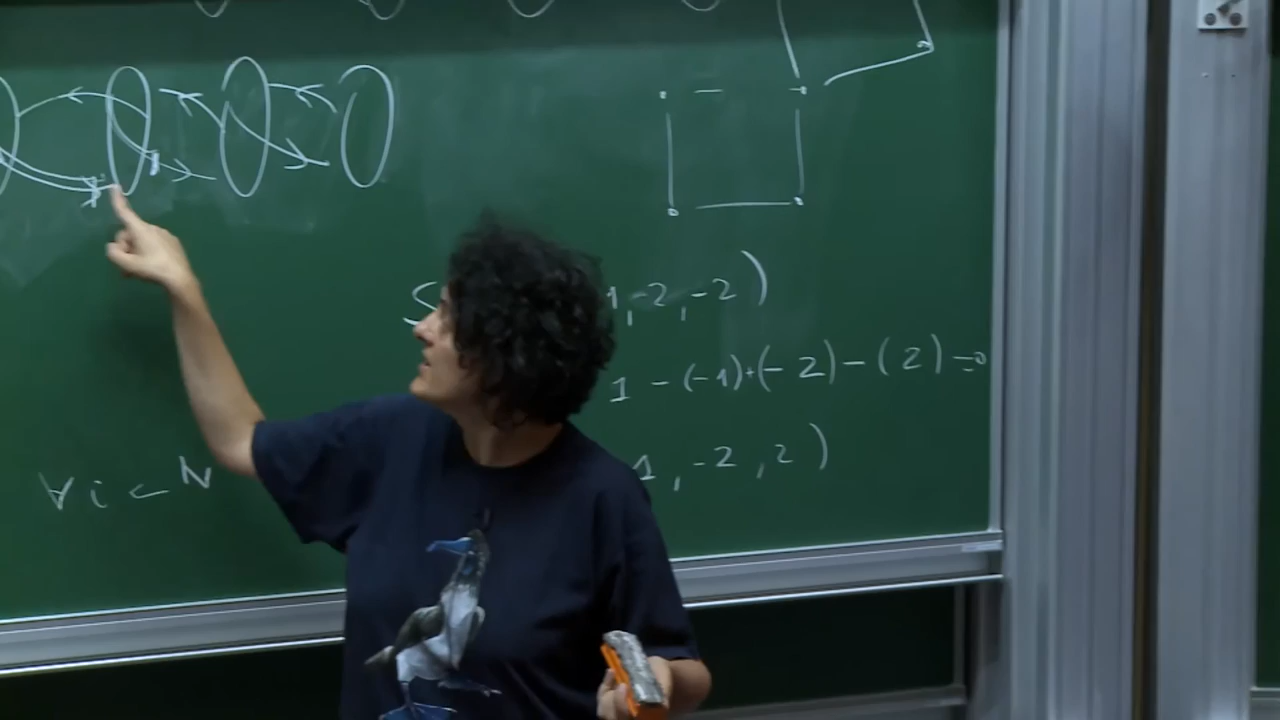 S 1, -2, -2 )
1 - (-1) + (- 2) - (2) = 0
1, -2, 2 )
∀ i < N